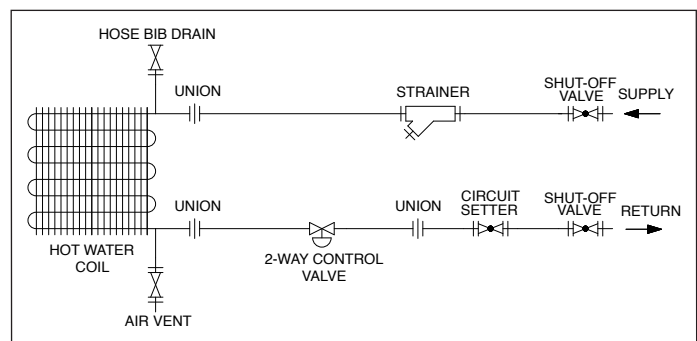 HOSE BIB DRAIN
UNION
STRAINER
SHUT-OFF
VALVE
SUPPLY
UNION
UNION
CIRCUIT
SETTER
SHUT-OFF
VALVE
RETURN
HOT WATER
COIL
2-WAY CONTROL
VALVE
AIR VENT